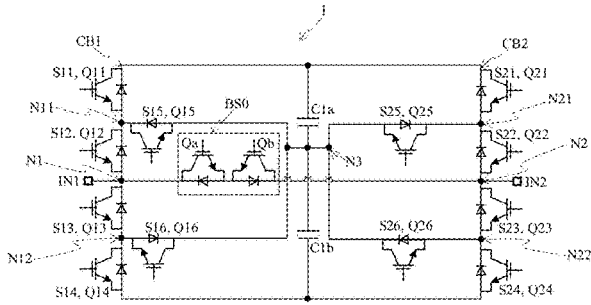 1
CB1
CB2
S11, Q11
S21, Q21
N11
S15, Q15
BS0
C1a
S25, Q25
N21
S12, Q12
Qa
Qb
S22, Q22
N2
N1
N3
IN1
IN2
S13, Q13
S16, Q16
C1b
S26, Q26
S23, Q23
N12
N22
S14, Q14
S24, Q24